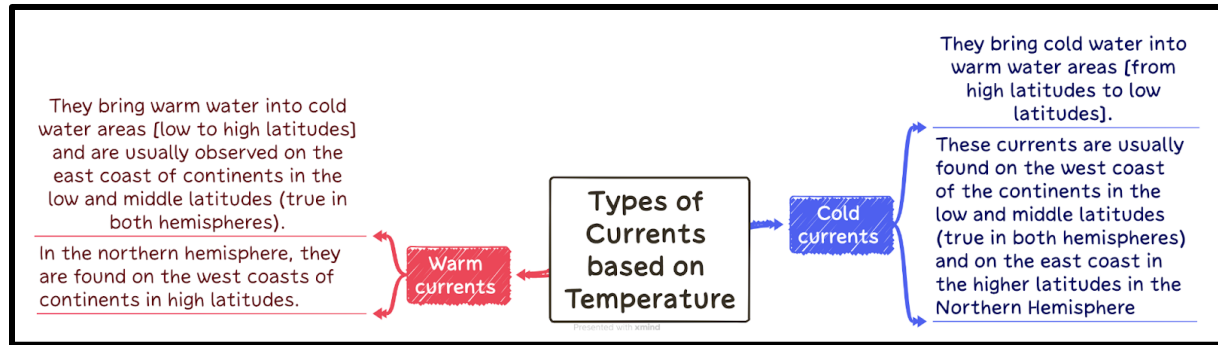 They bring warm water into cold
water areas [low to high latitudes]
and are usually observed on the
east coast of continents in the
low and middle latitudes (true in
both hemispheres).
In the northern hemisphere, they
are found on the west coasts of
continents in high latitudes.
Warm
currents
Types of
Currents
based on
Temperature
Presented with xmind
Cold
currents
They bring cold water into
warm water areas [from
high latitudes to low
latitudes].
These currents are usually
found on the west coast
of the continents in the
low and middle latitudes
(true in both hemispheres)
and on the east coast in
the higher latitudes in the
Northern Hemisphere